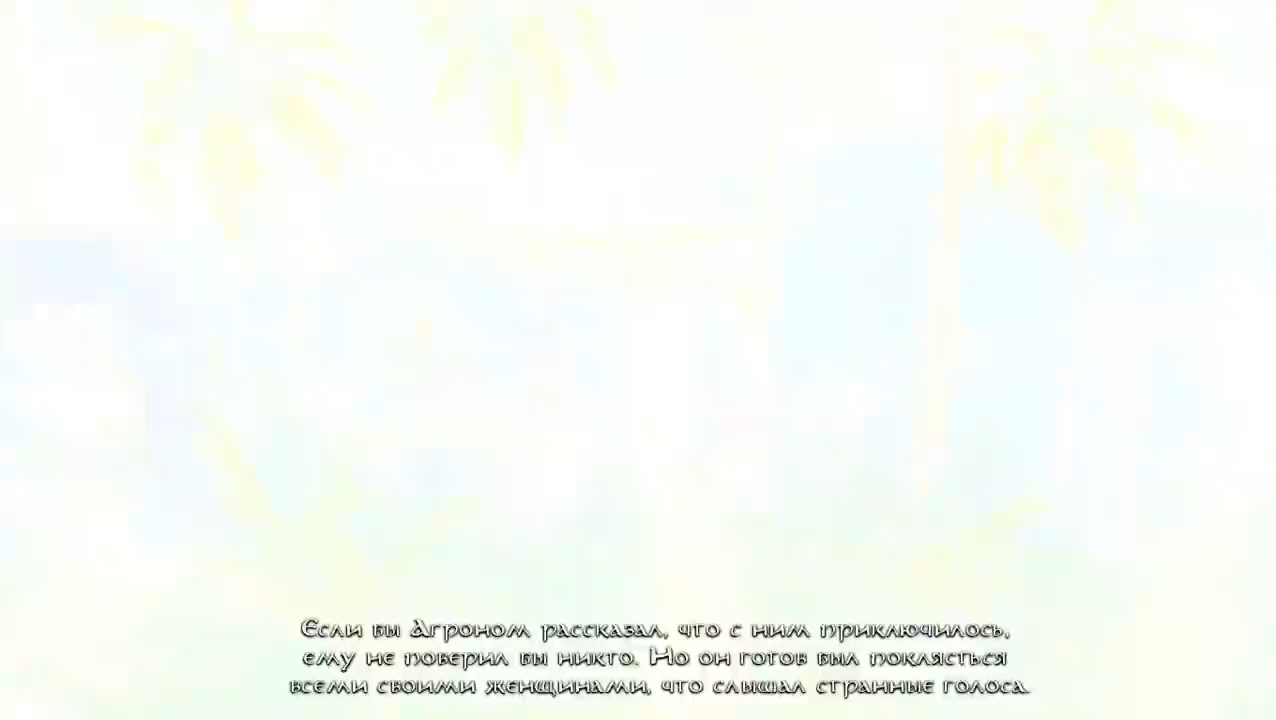 Если бы Агроном рассказал, что с ним приключилось,
ему не поверил бы никто. Но он готов был поклясться
всеми своими женщинами, что слышал странные голоса.